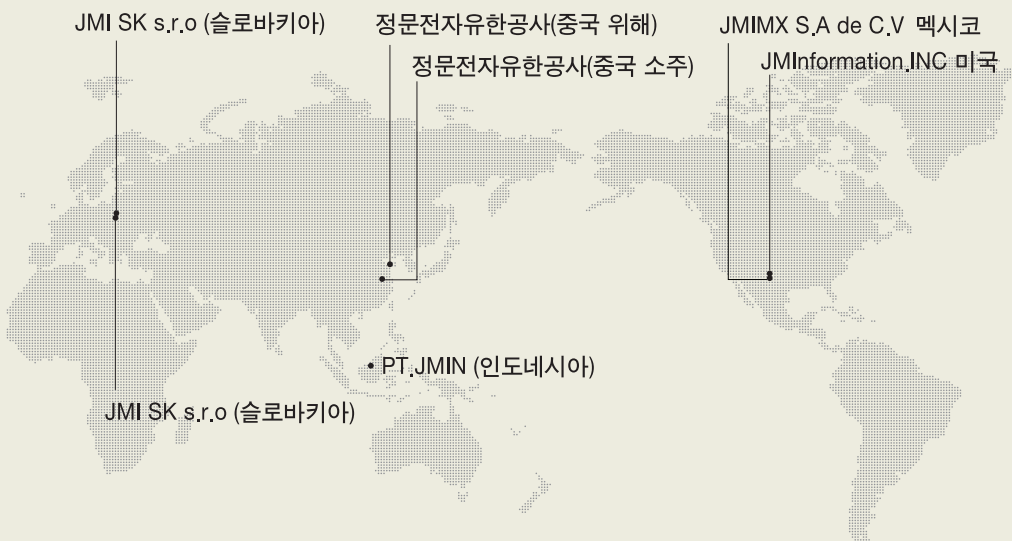 JMI SK s.r.o (슬로바키아)
정문전자유한공사(중국 위해)
JMIMX S.A de C.V 멕시코
정문전자유한공사(중국 소주)
JMInformation.INC 미국
PT.JMIN (인도네시아)
JMI SK s.r.o (슬로바키아)